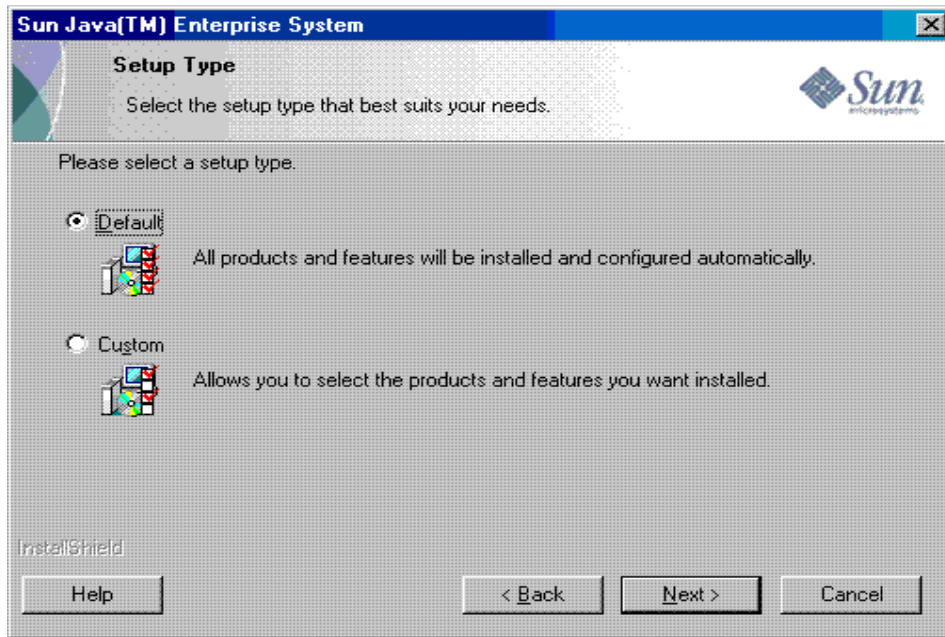 Sun Java(TM) Enterprise System
Setup Type
Select the setup type that best suits your needs.
Sun
microsystems
Please select a setup type.
Default
All products and features will be installed and configured automatically.
Custom
Allows you to select the products and features you want installed.
InstallShield
Help
< Back
Next >
Cancel